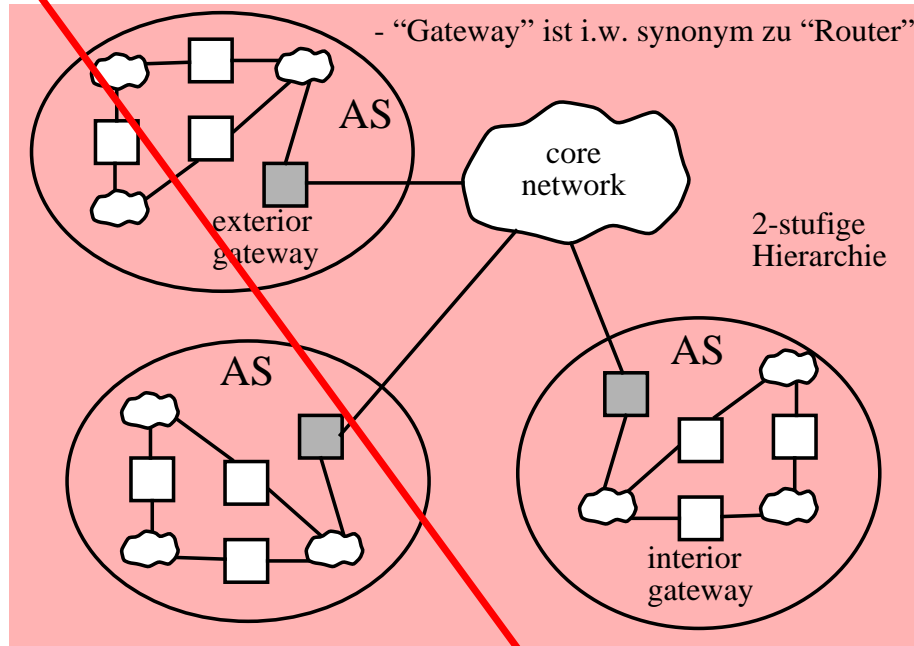 - “Gateway” ist i.w. synonym zu “Router”
AS
core
network
exterior
gateway
2-stufige
Hierarchie
AS
AS
interior
gateway